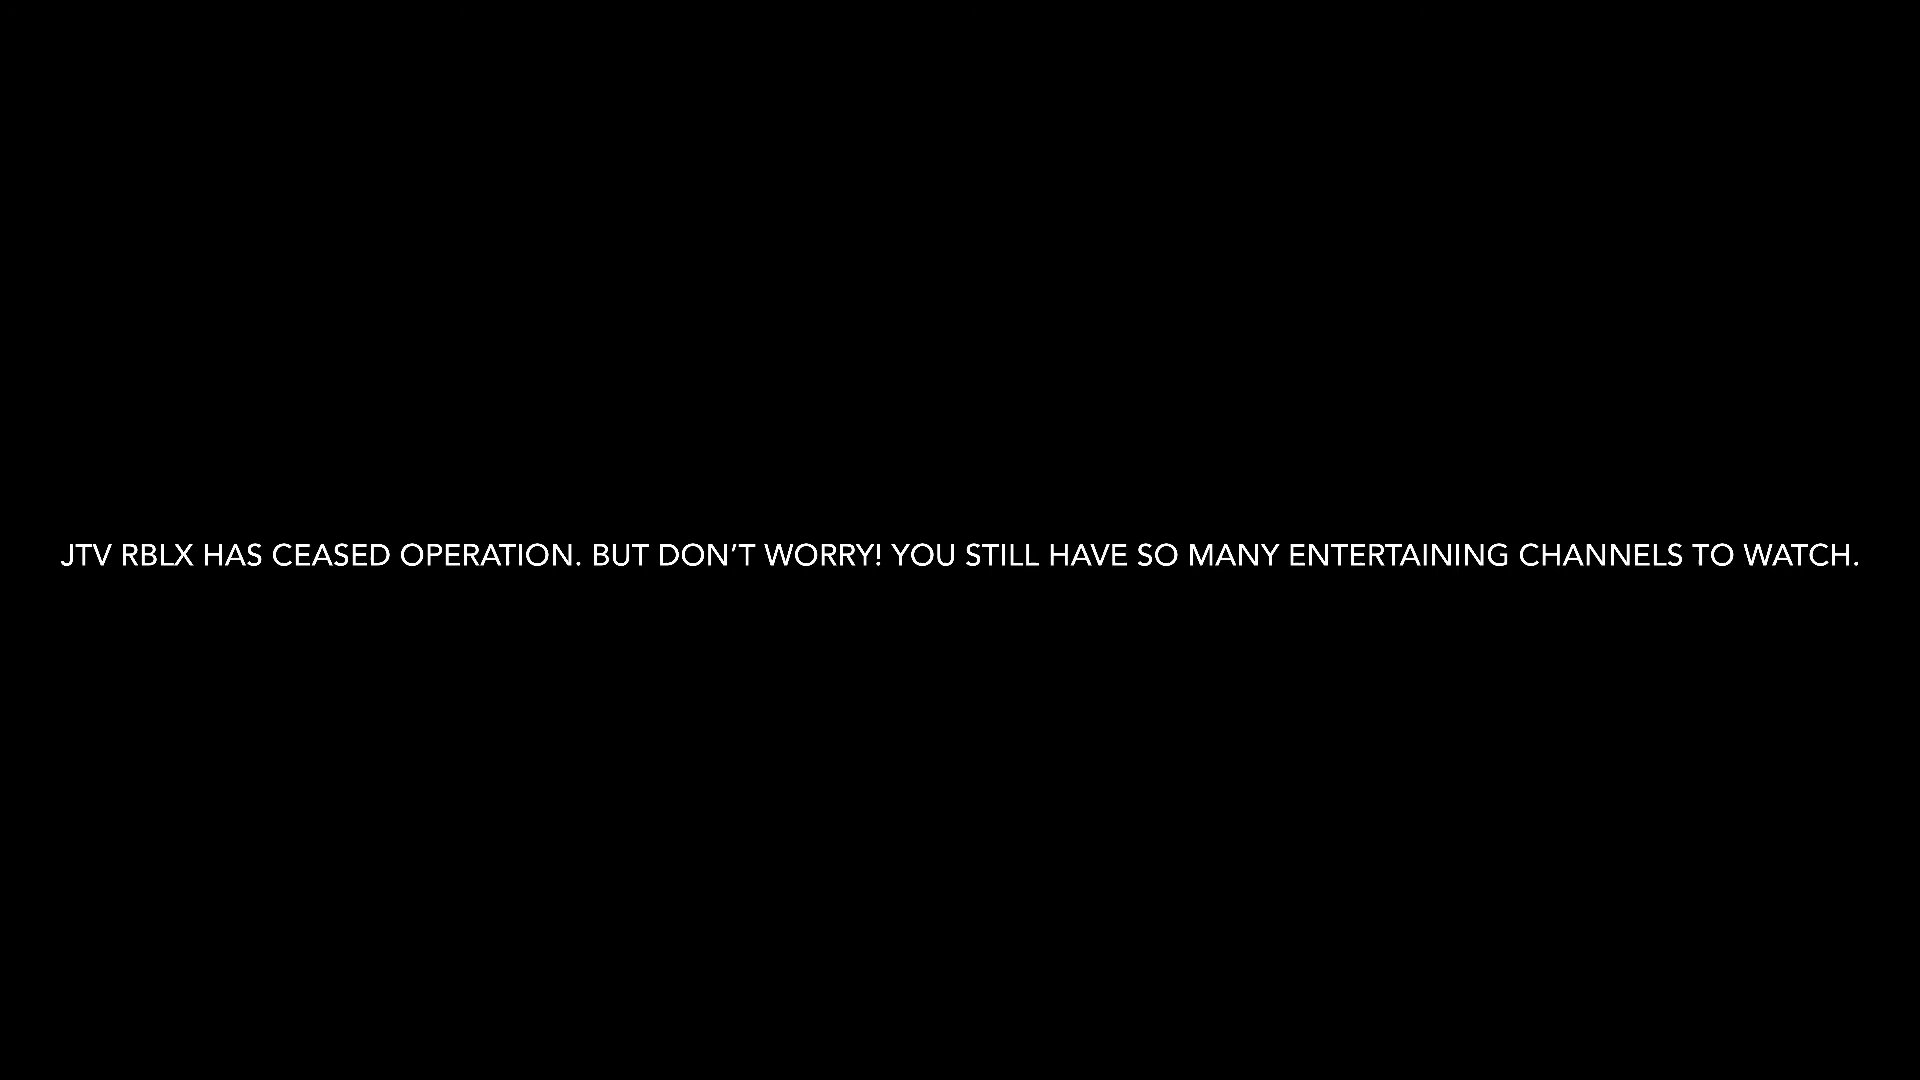 JTV RBLX HAS CEASED OPERATION. BUT DON’T WORRY! YOU STILL HAVE SO MANY ENTERTAINING CHANNELS TO WATCH.